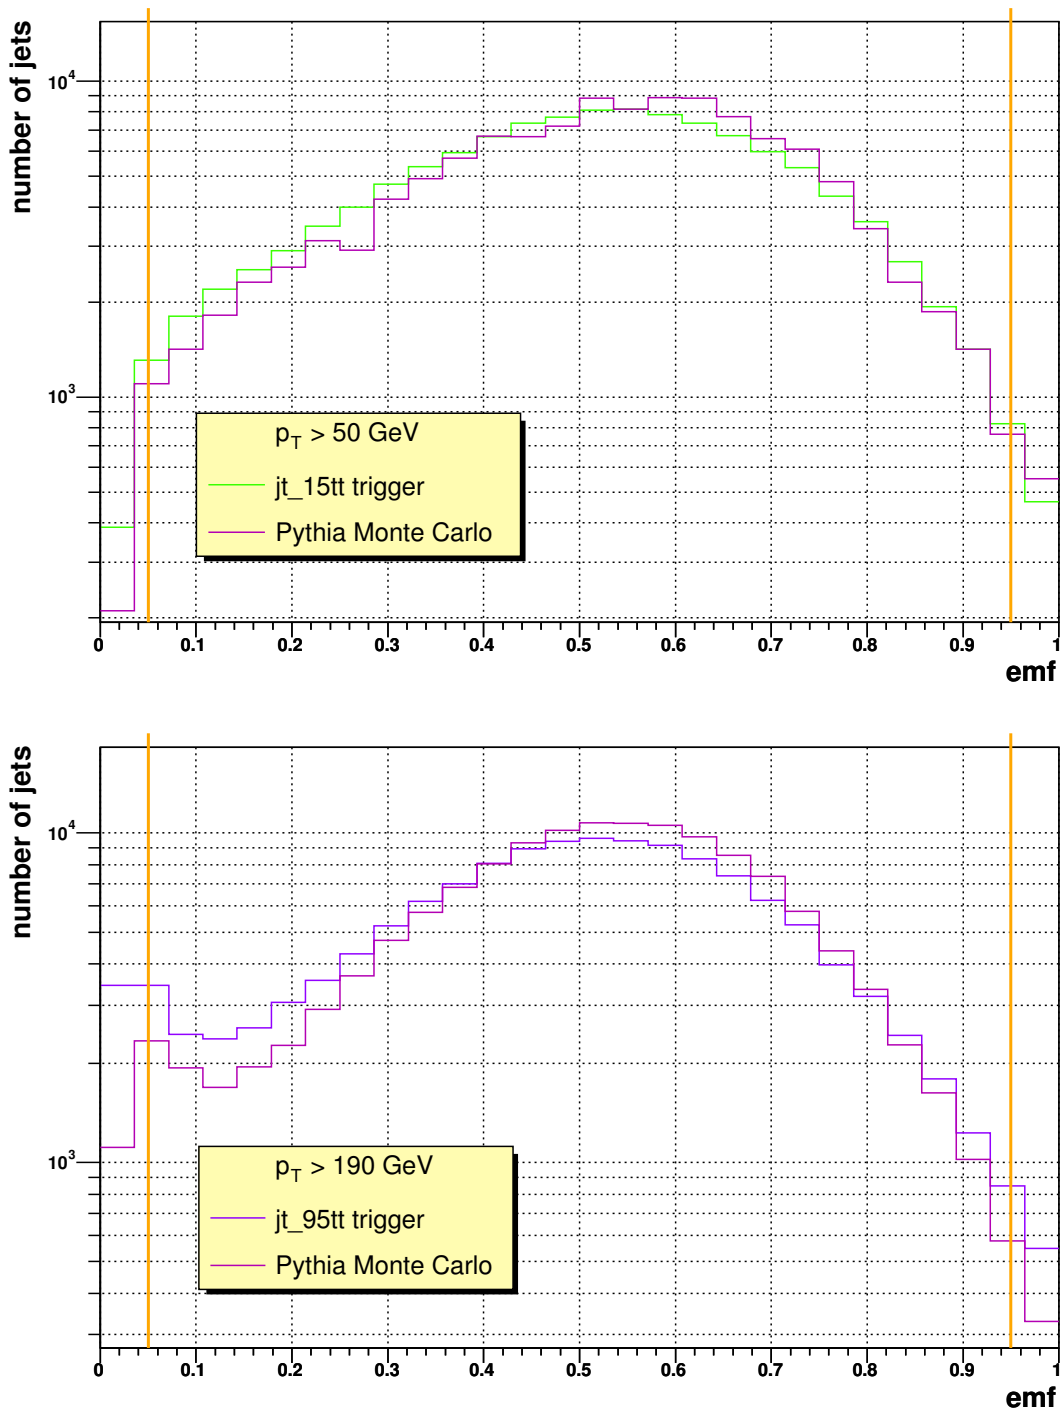 number of jets
10^4
10^3
p_T > 50 GeV
jt_15tt trigger
Pythia Monte Carlo
0 0.1 0.2 0.3 0.4 0.5 0.6 0.7 0.8 0.9 1
emf
number of jets
10^4
10^3
p_T > 190 GeV
jt_95tt trigger
Pythia Monte Carlo
0 0.1 0.2 0.3 0.4 0.5 0.6 0.7 0.8 0.9 1
emf